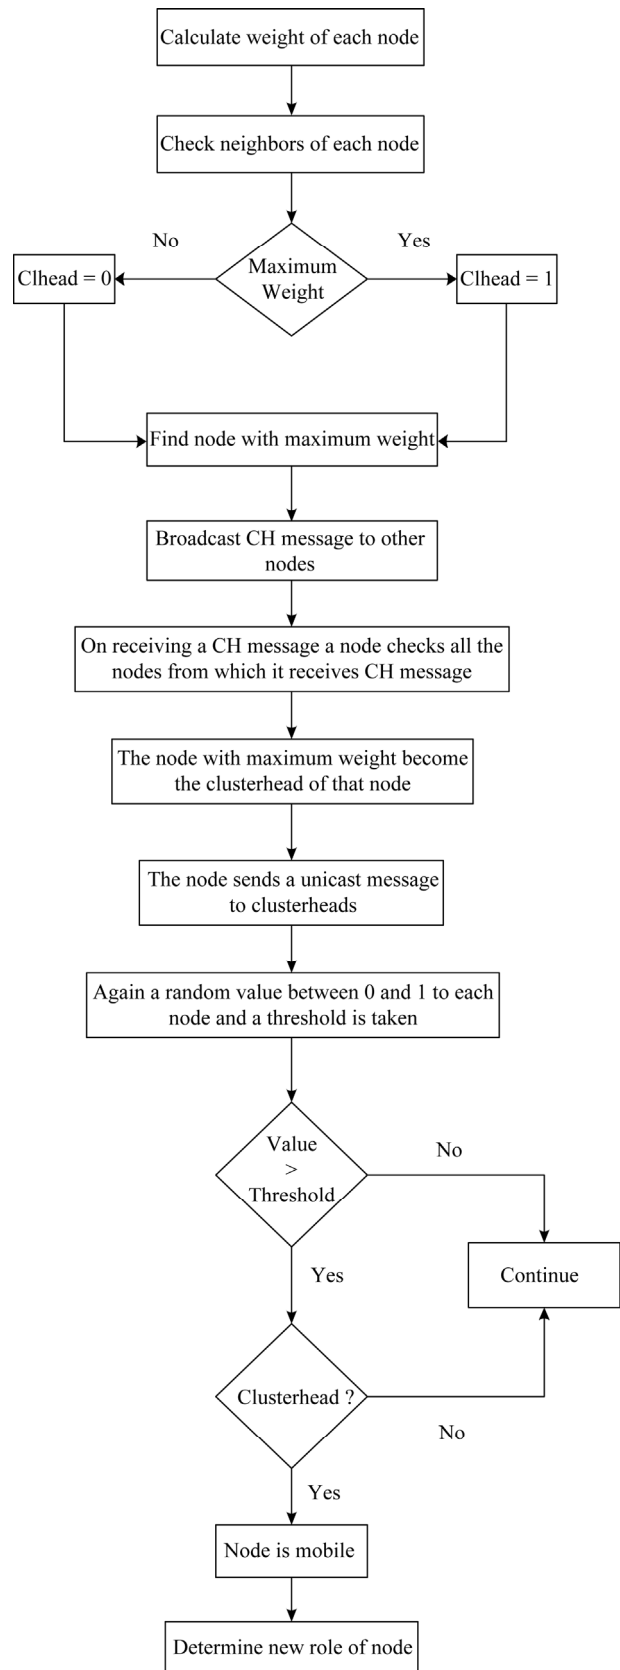 Calculate weight of each node
Check neighbors of each node
No
Yes
Maximum
Weight
Clhead = 0
Clhead = 1
Find node with maximum weight
Broadcast CH message to other
nodes
On receiving a CH message a node checks all the
nodes from which it receives CH message
The node with maximum weight become
the clusterhead of that node
The node sends a unicast message
to clusterheads
Again a random value between 0 and 1 to each
node and a threshold is taken
Value
>
Threshold
No
Yes
Continue
Clusterhead ?
No
Yes
Node is mobile
Determine new role of node